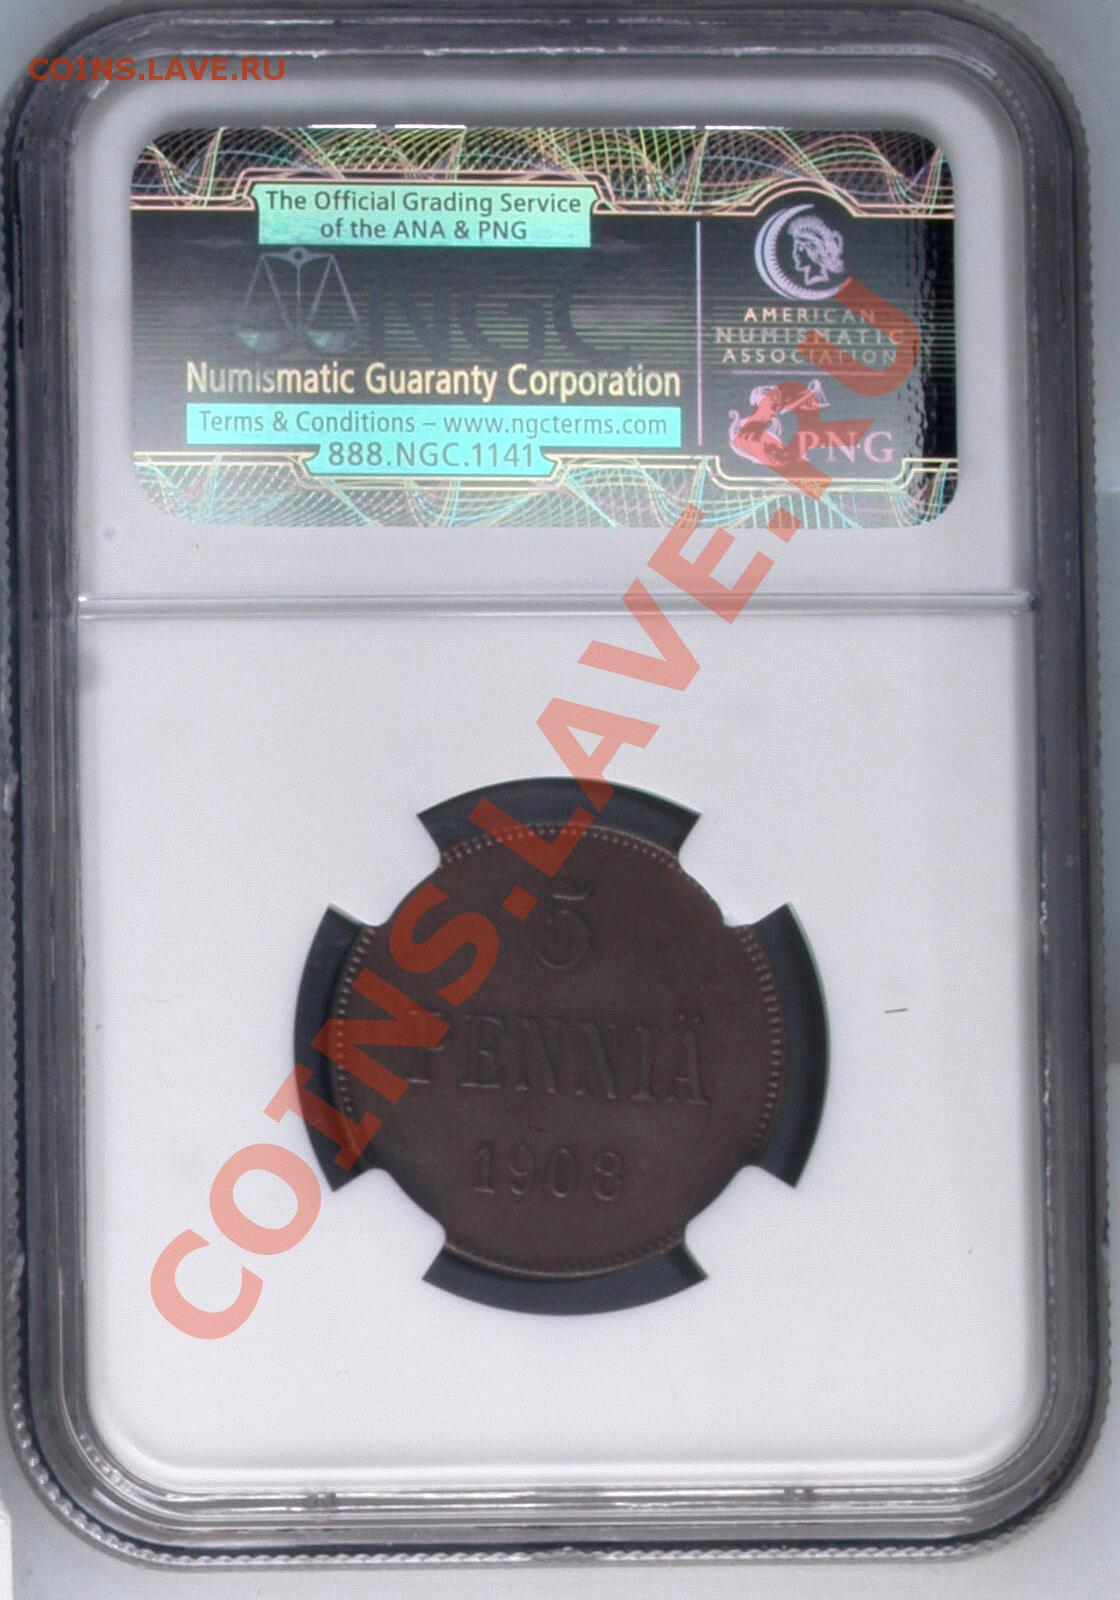 COINS.LAVE.RU
The Official Grading Service
of the ANA & PNG
NGC
Numismatic Guaranty Corporation
Terms & Conditions – www.ngcterms.com
888.NGC.1141
AMERICAN
NUMISMATIC
ASSOCIATION
P·N·G
COINS.LAVE.RU
5
PENNIÄ
1908